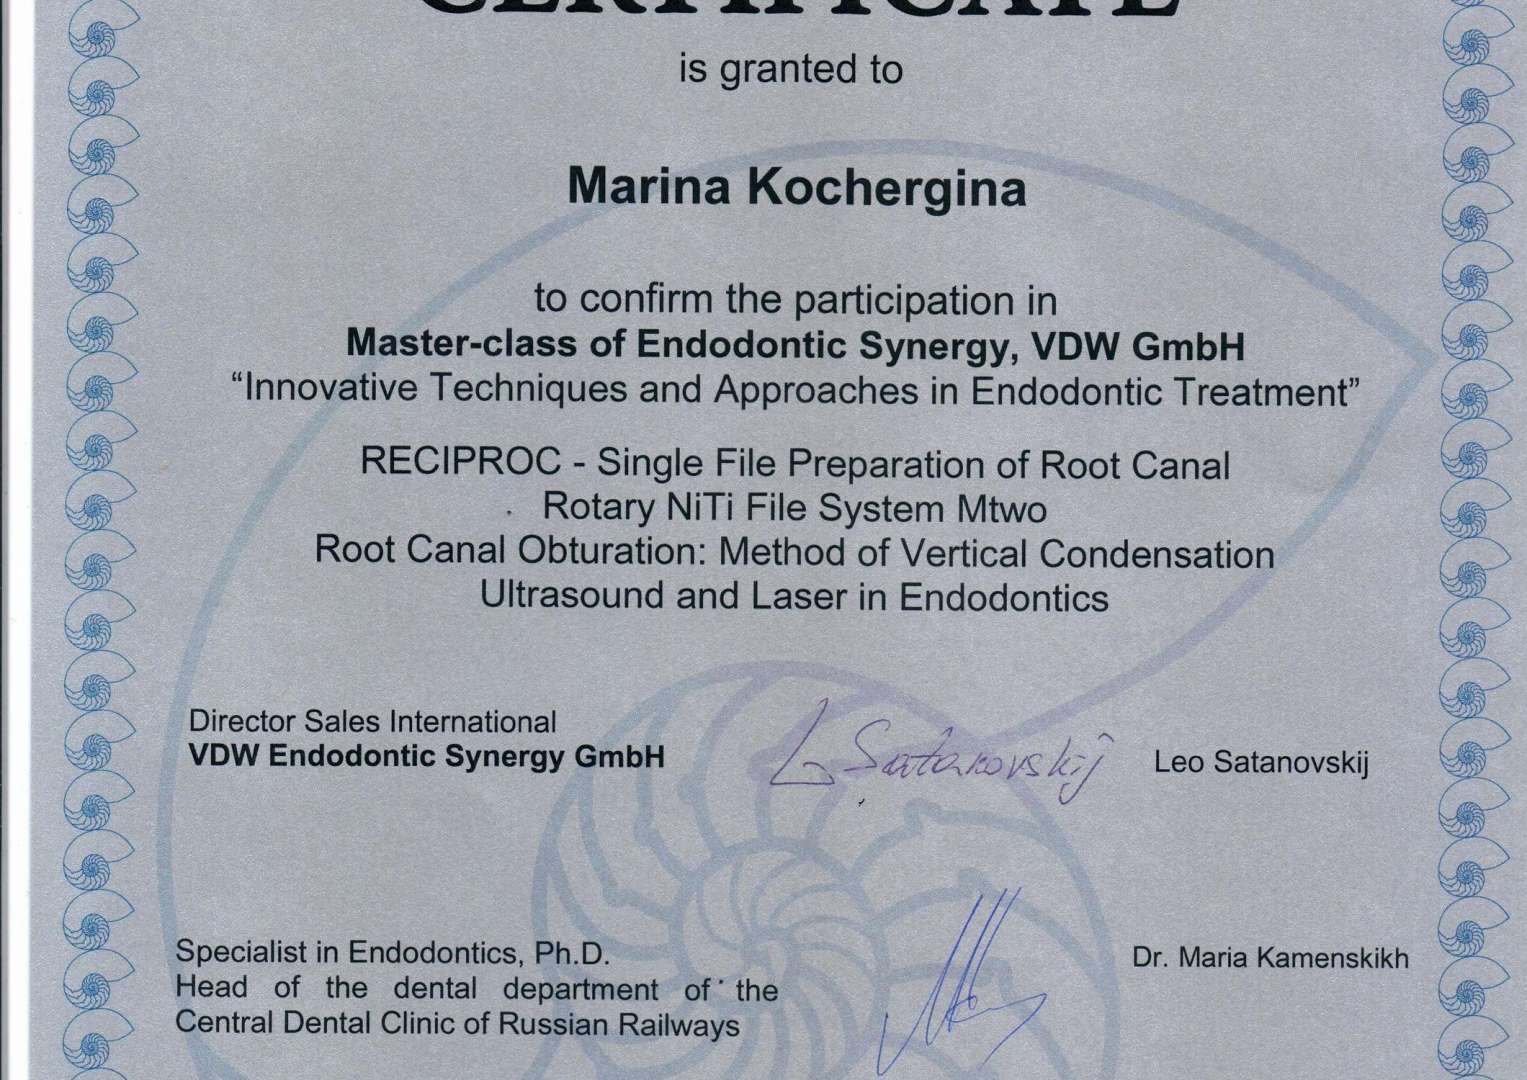 CERTIFICATE
is granted to
Marina Kochergina
to confirm the participation in
Master-class of Endodontic Synergy, VDW GmbH
“Innovative Techniques and Approaches in Endodontic Treatment”
RECIPROC - Single File Preparation of Root Canal
Rotary NiTi File System Mtwo
Root Canal Obturation: Method of Vertical Condensation
Ultrasound and Laser in Endodontics
Director Sales International
VDW Endodontic Synergy GmbH
L Satanovskij
Leo Satanovskij
Specialist in Endodontics, Ph.D.
Head of the dental department of the
Central Dental Clinic of Russian Railways
Dr. Maria Kamenskikh